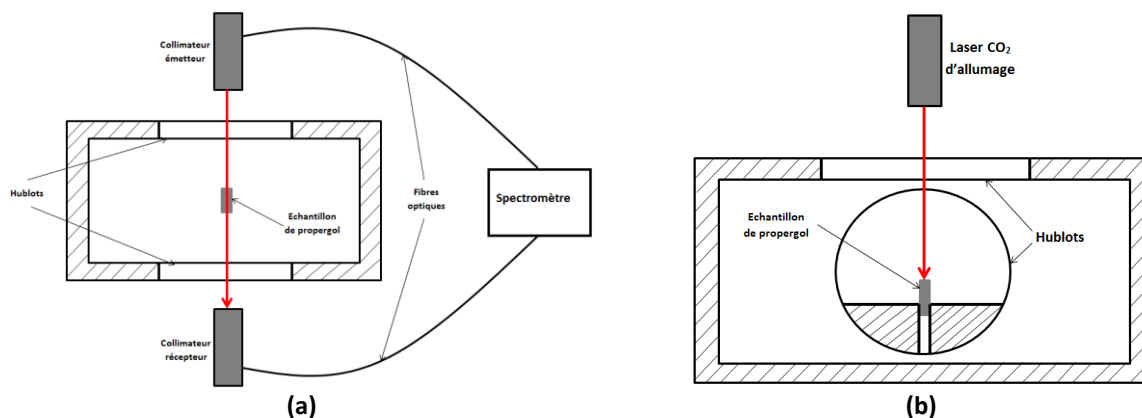 Collimateur
émetteur
Hublots
Echantillon
de propergol
Fibres
optiques
Spectromètre
Collimateur
récepteur
(a)
Laser CO₂
d'allumage
Echantillon
de propergol
Hublots
(b)